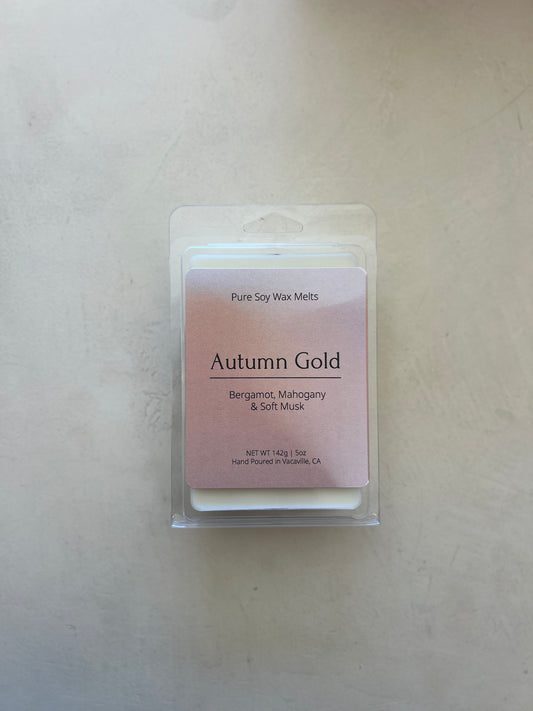 Pure Soy Wax Melts
Autumn Gold
Bergamot, Mahogany
& Soft Musk
NET WT 142g | 5oz
Hand Poured in Vacaville, CA